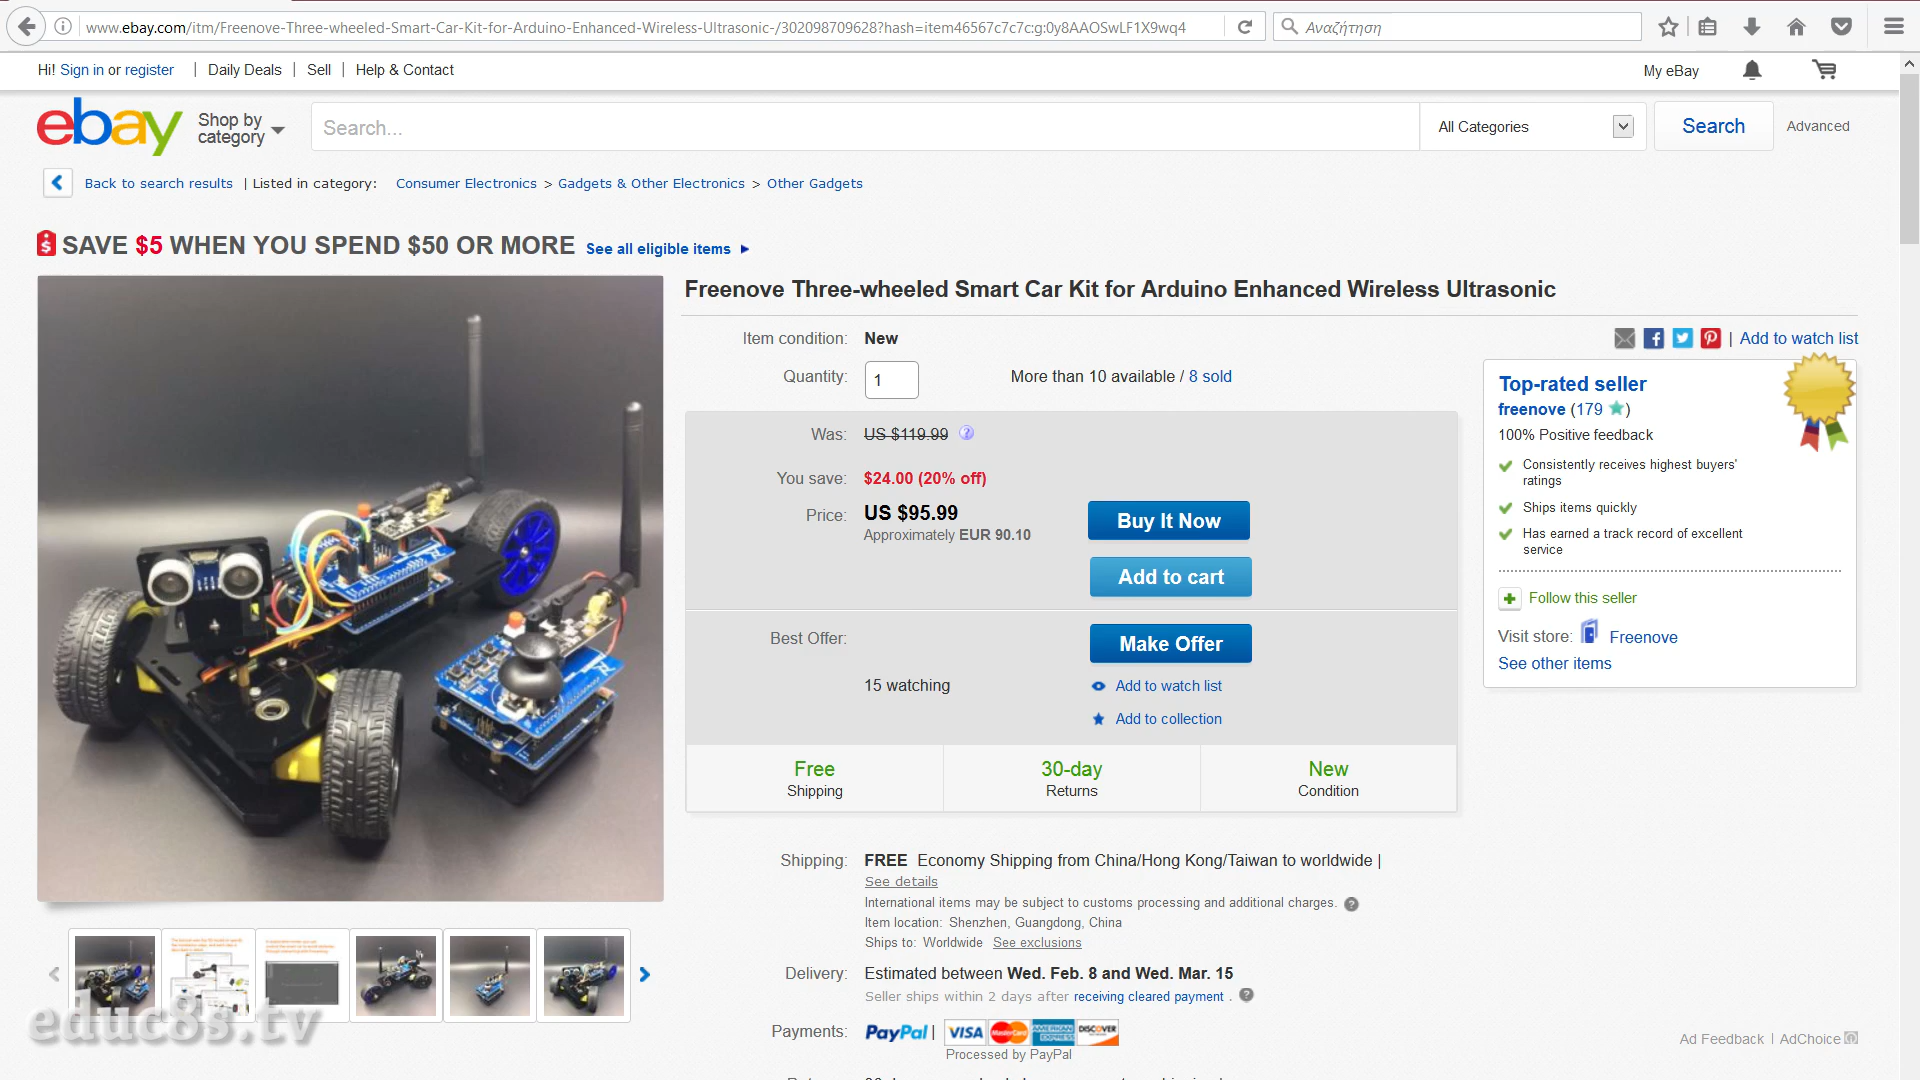 www.ebay.com/itm/Freenove-Three-wheeled-Smart-Car-Kit-for-Arduino-Enhanced-Wireless-Ultrasonic-/302098709628?hash=item46567c7c7c:g:0y8AAOSwLF1X9wq4
Αναζήτηση
Hi! Sign in or register | Daily Deals | Sell | Help & Contact
My eBay
ebay
Shop by category
Search...
All Categories
Search
Advanced
Back to search results | Listed in category: Consumer Electronics > Gadgets & Other Electronics > Other Gadgets
SAVE $5 WHEN YOU SPEND $50 OR MORE See all eligible items
Freenove Three-wheeled Smart Car Kit for Arduino Enhanced Wireless Ultrasonic
Item condition: New
Quantity: 1
More than 10 available / 8 sold
Was: US $119.99
You save: $24.00 (20% off)
Price: US $95.99
Approximately EUR 90.10
Buy It Now
Add to cart
Best Offer:
Make Offer
15 watching
Add to watch list
Add to collection
Free
Shipping
30-day
Returns
New
Condition
| Add to watch list
Top-rated seller
freenove (179)
100% Positive feedback
Consistently receives highest buyers'
ratings
Ships items quickly
Has earned a track record of excellent
service
Follow this seller
Visit store: Freenove
See other items
Shipping: FREE Economy Shipping from China/Hong Kong/Taiwan to worldwide |
See details
International items may be subject to customs processing and additional charges.
Item location: Shenzhen, Guangdong, China
Ships to: Worldwide See exclusions
Delivery: Estimated between Wed. Feb. 8 and Wed. Mar. 15
Seller ships within 2 days after receiving cleared payment .
Payments: PayPal | VISA MasterCard AMERICAN EXPRESS DISCOVER
Processed by PayPal
Ad Feedback | AdChoice
educ8s.tv